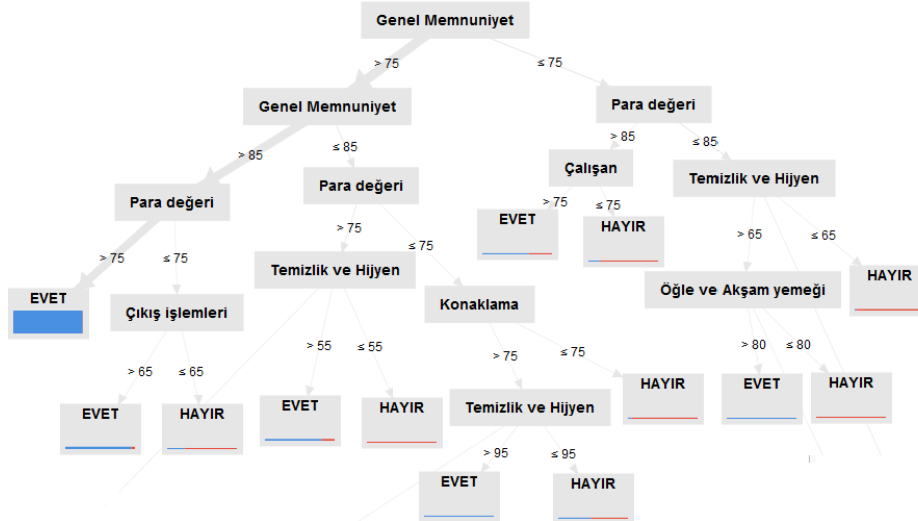 Genel Memnuniyet
> 75
≤ 75
Genel Memnuniyet
Para değeri
> 85
≤ 85
> 85
≤ 85
Para değeri
Para değeri
Çalışan
Temizlik ve Hijyen
> 75
≤ 75
> 75
≤ 75
> 75
≤ 75
> 65
≤ 65
EVET
HAYIR
EVET
Çıkış işlemleri
Temizlik ve Hijyen
Konaklama
Öğle ve Akşam yemeği
HAYIR
> 65
≤ 65
> 55
≤ 55
> 75
≤ 75
> 80
≤ 80
EVET
HAYIR
EVET
HAYIR
Temizlik ve Hijyen
HAYIR
EVET
HAYIR
> 95
≤ 95
EVET
HAYIR